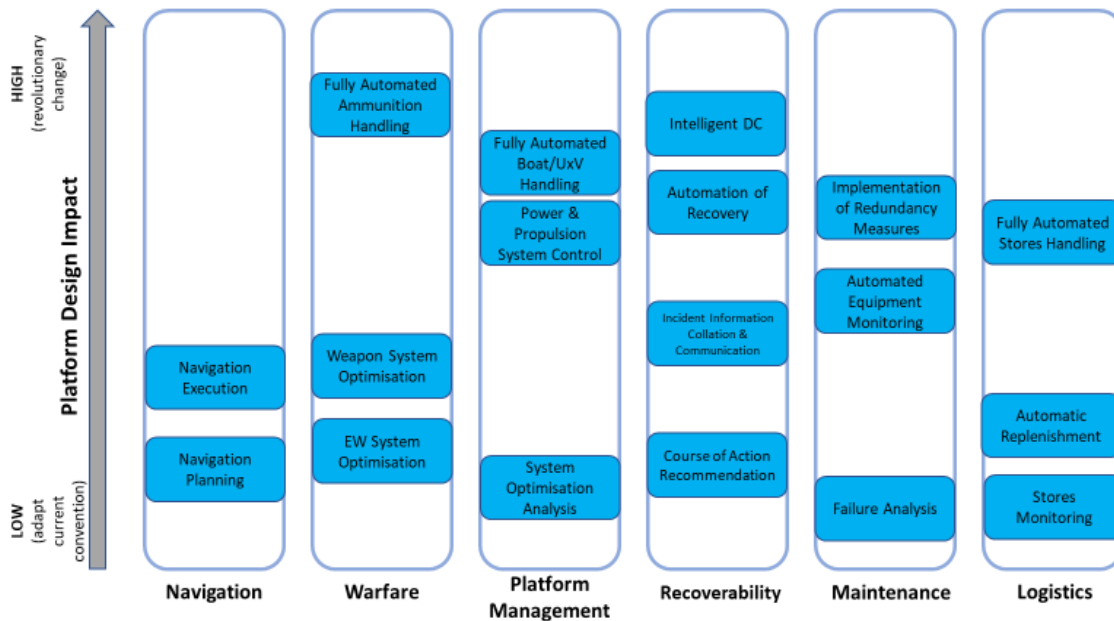 HIGH
(revolutionary
change)
Platform Design Impact
LOW
(adapt
current
convention)
Navigation
Execution
Navigation
Planning
Navigation
Fully Automated
Ammunition
Handling
Weapon System
Optimisation
EW System
Optimisation
Warfare
Fully Automated
Boat/UxV
Handling
Power &
Propulsion
System Control
System
Optimisation
Analysis
Platform
Management
Intelligent DC
Automation of
Recovery
Incident Information
Collation &
Communication
Course of Action
Recommendation
Recoverability
Implementation
of Redundancy
Measures
Automated
Equipment
Monitoring
Failure Analysis
Maintenance
Fully Automated
Stores Handling
Automatic
Replenishment
Stores
Monitoring
Logistics